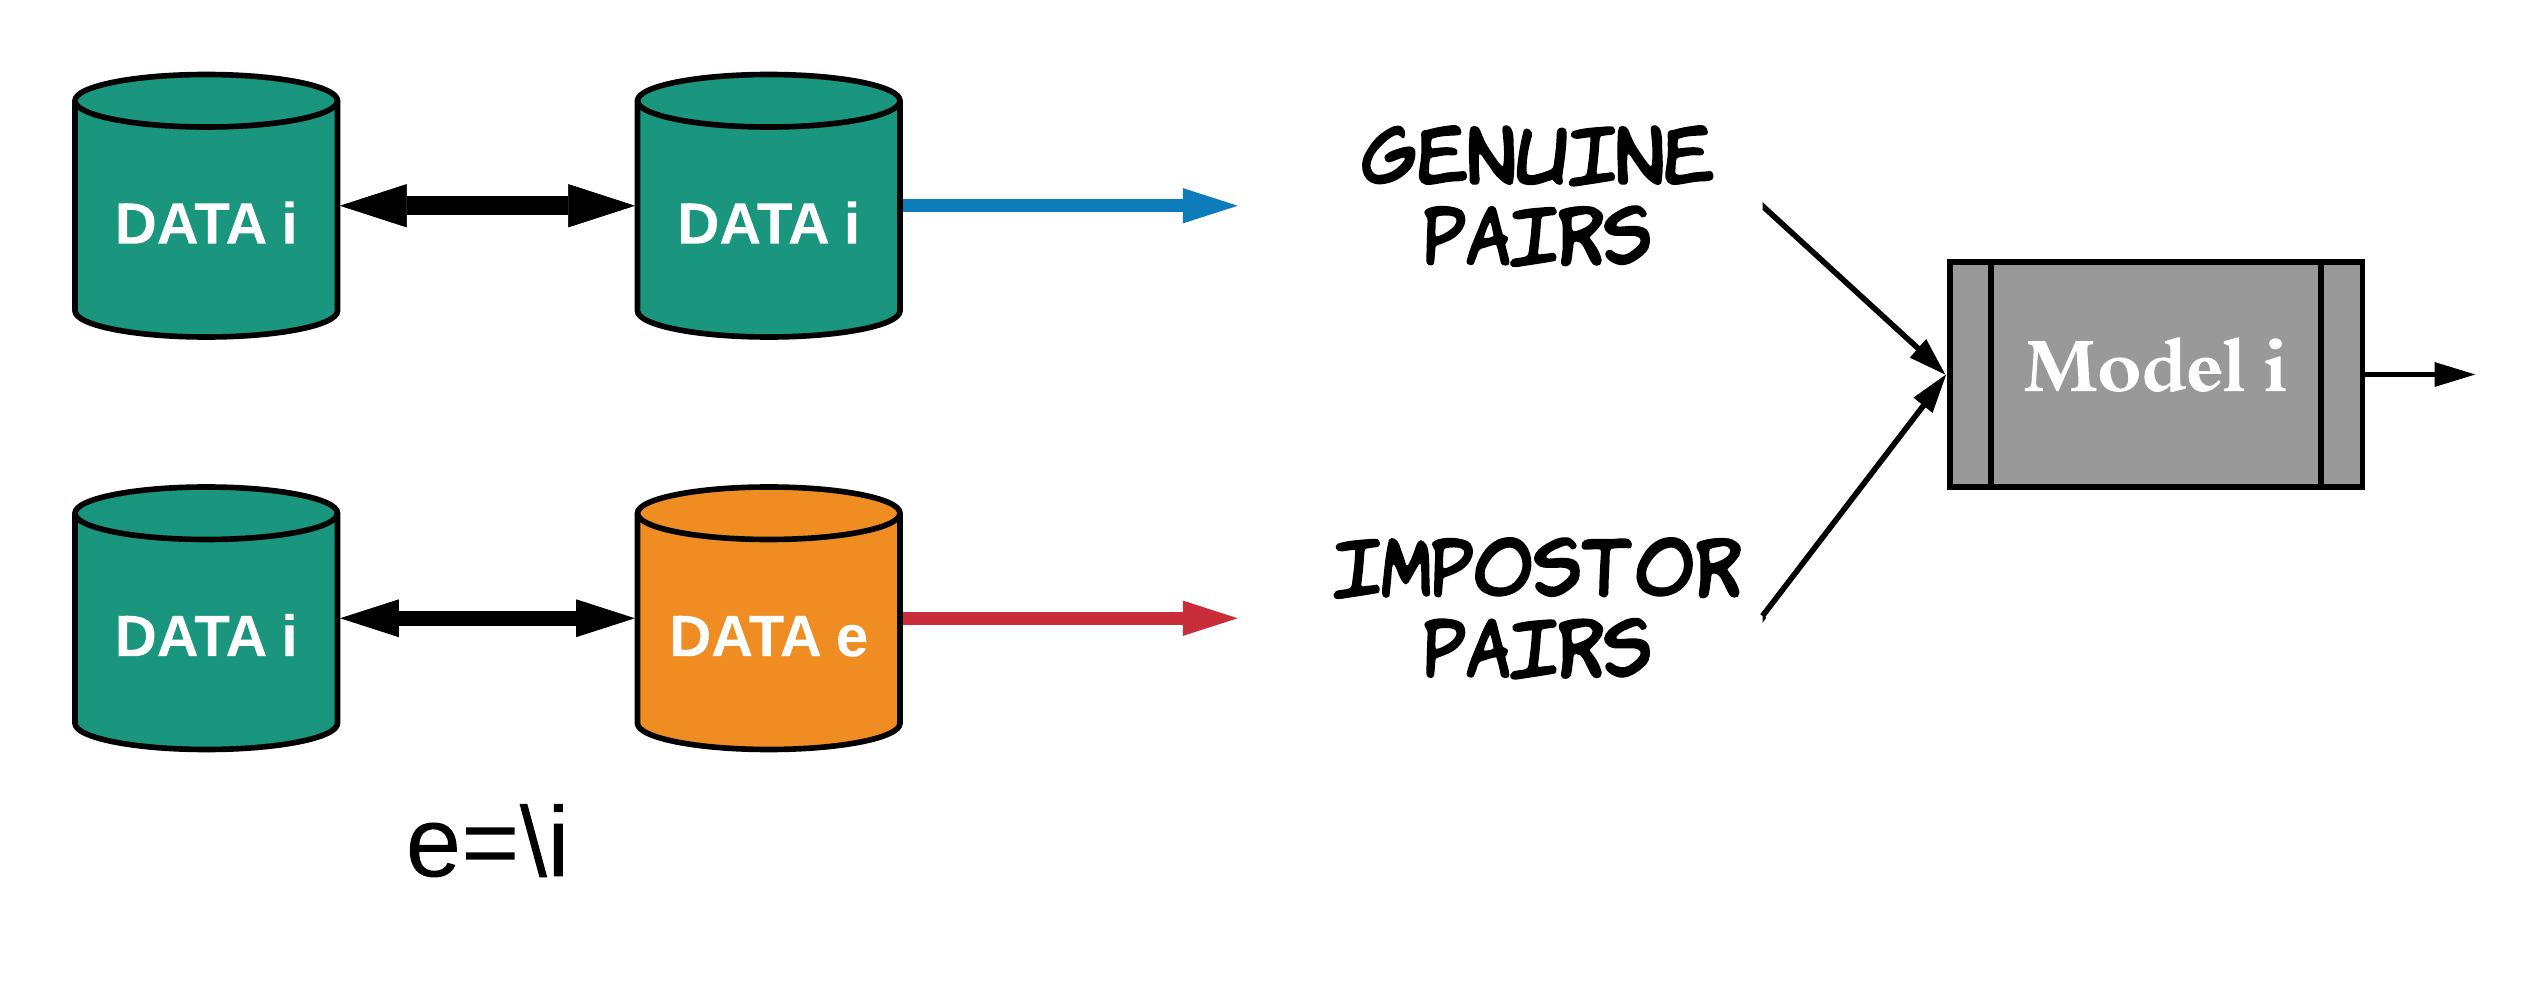 DATA i
DATA i
GENUINE
PAIRS
Model i
DATA i
DATA e
IMPOSTOR
PAIRS
e=\i